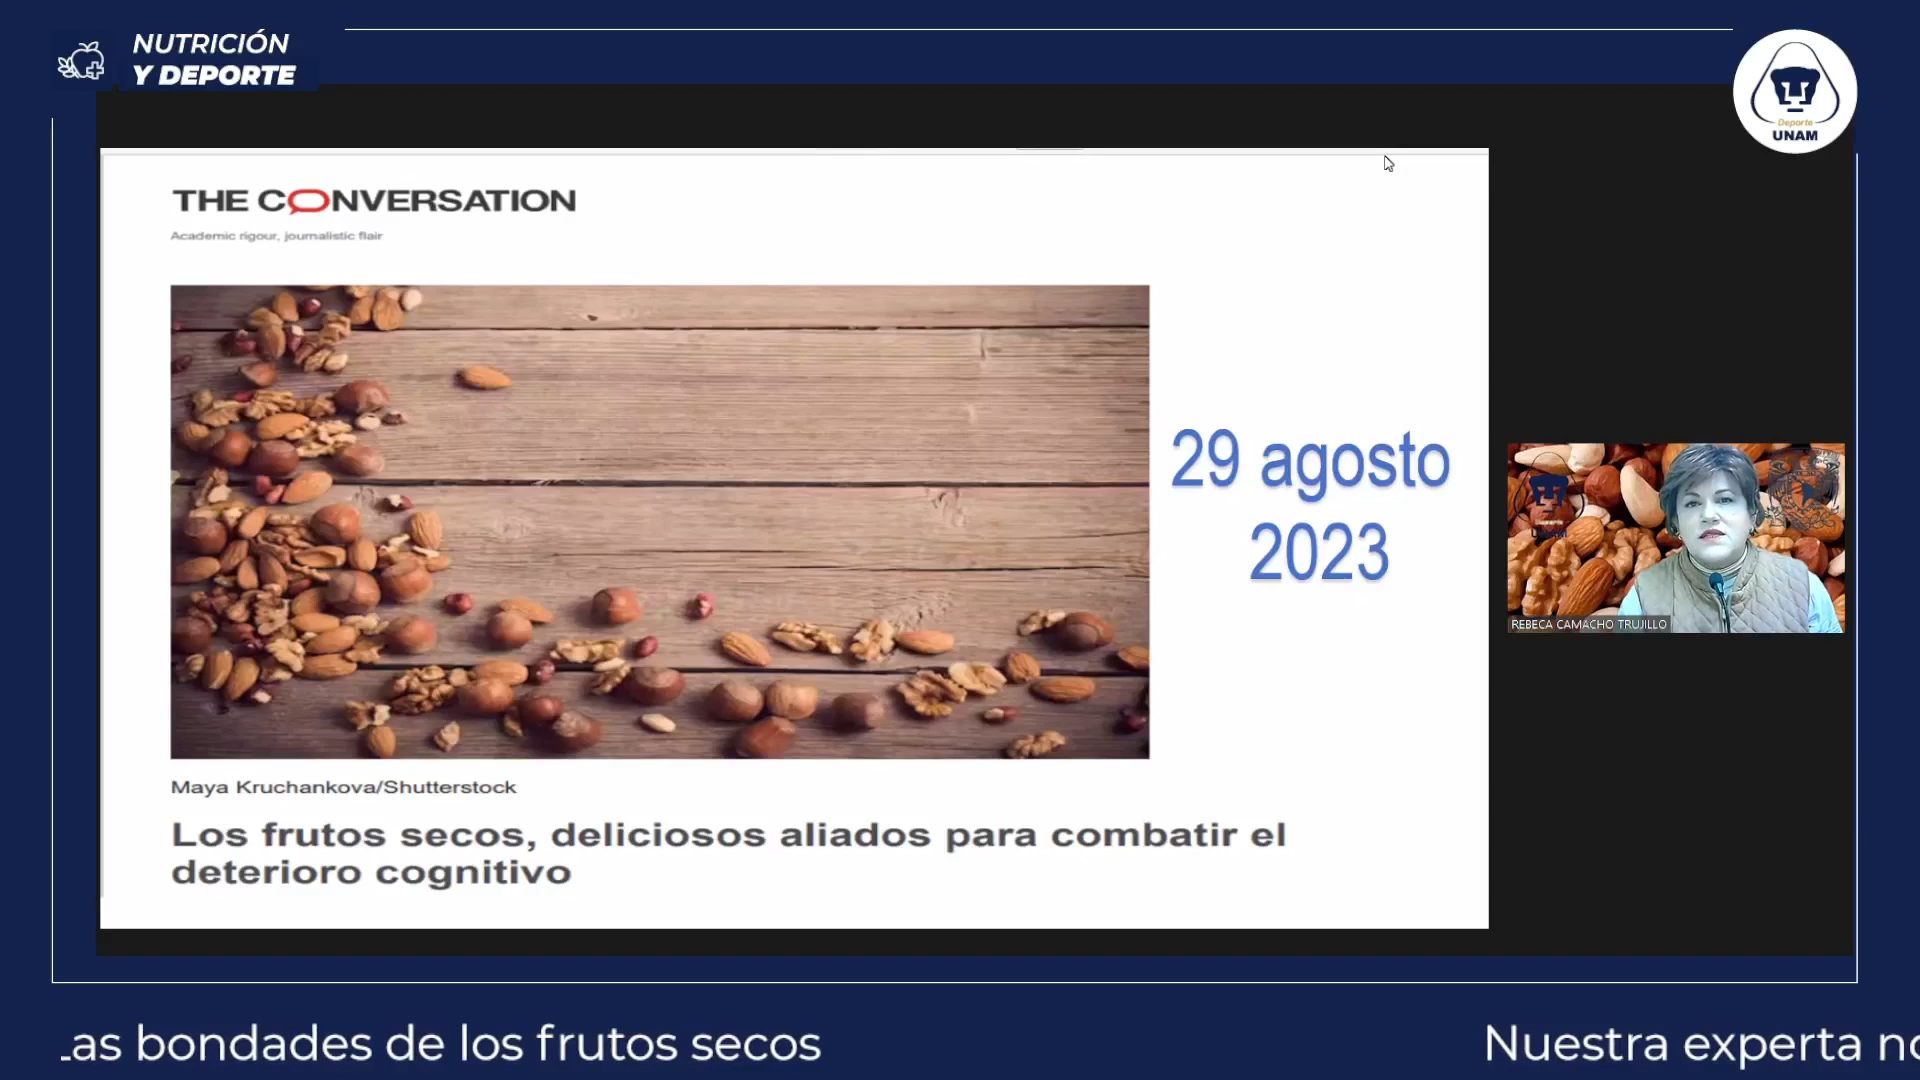 NUTRICIÓN
Y DEPORTE
Deporte
UNAM
THE CONVERSATION
Academic rigour, journalistic flair
29 agosto
2023
REBECA CAMACHO TRUJILLO
Maya Kruchankova/Shutterstock
Los frutos secos, deliciosos aliados para combatir el
deterioro cognitivo
as bondades de los frutos secos
Nuestra experta